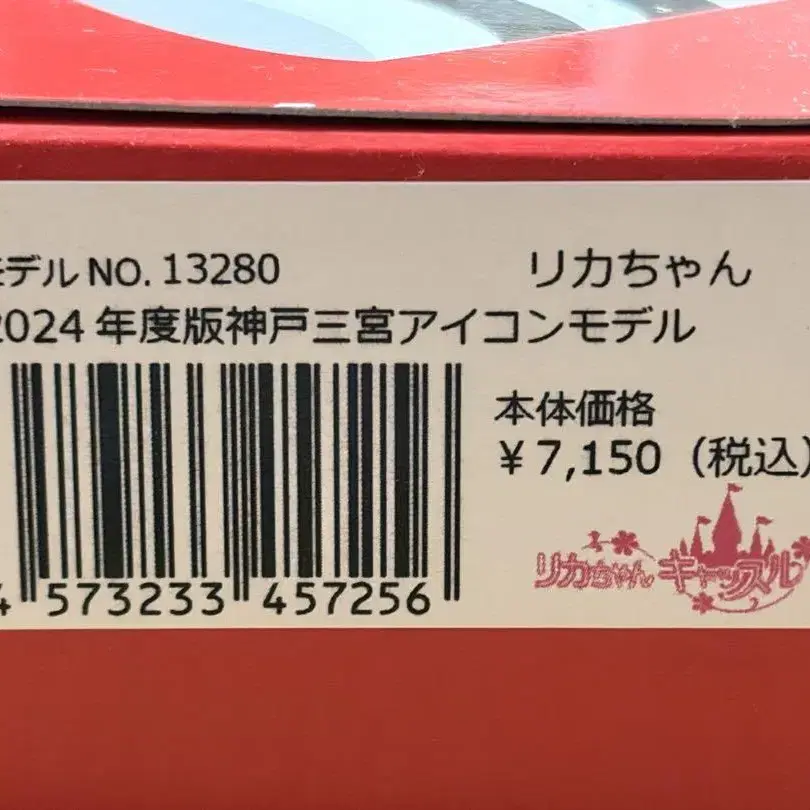 モデルNO. 13280 リカちゃん
2024年度版神戸三宮アイコンモデル
本体価格
¥7,150（税込）
リカちゃんキャッスル
4 573233 457256